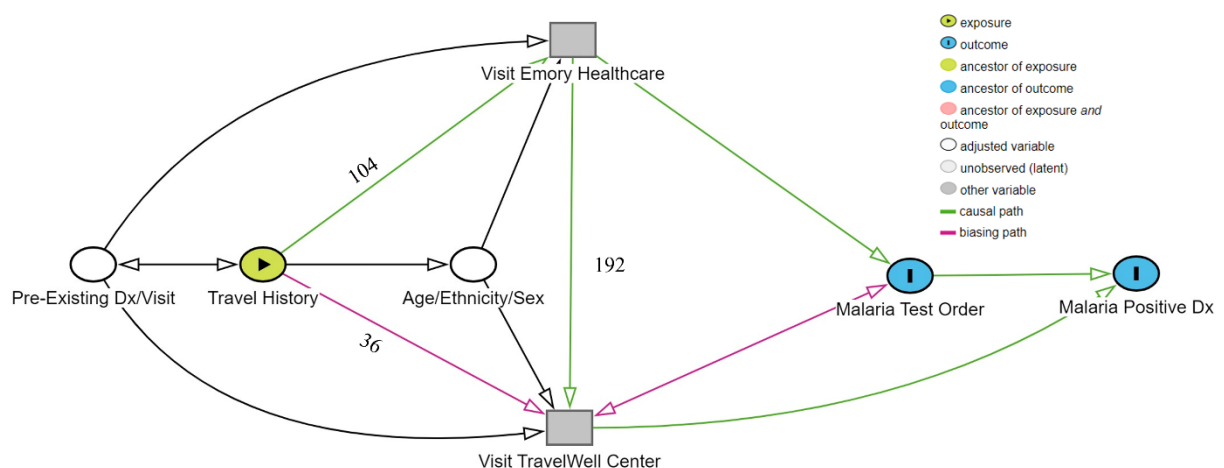 Visit Emory Healthcare
104
Pre-Existing Dx/Visit
Travel History
Age/Ethnicity/Sex
192
Malaria Test Order
Malaria Positive Dx
36
Visit TravelWell Center
exposure
outcome
ancestor of exposure
ancestor of outcome
ancestor of exposure and
outcome
adjusted variable
unobserved (latent)
other variable
causal path
biasing path